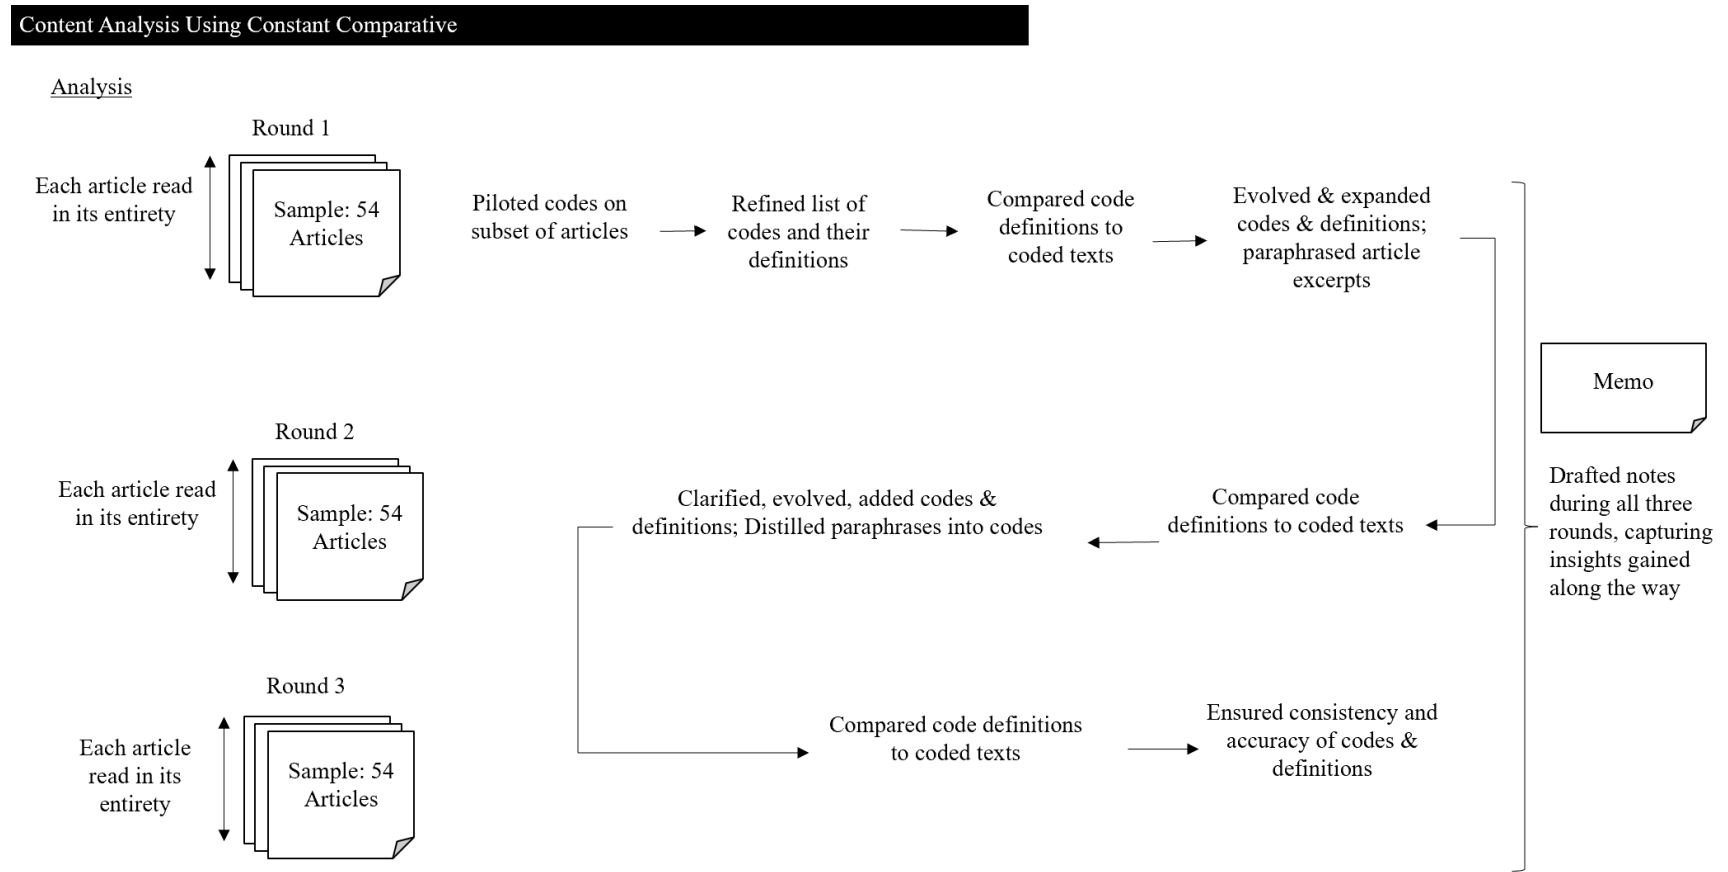 Content Analysis Using Constant Comparative
Analysis
Round 1
Each article read
in its entirety
Sample: 54
Articles
Piloted codes on
subset of articles
Refined list of
codes and their
definitions
Compared code
definitions to
coded texts
Evolved & expanded
codes & definitions;
paraphrased article
excerpts
Round 2
Each article read
in its entirety
Sample: 54
Articles
Clarified, evolved, added codes &
definitions; Distilled paraphrases into codes
Compared code
definitions to coded texts
Round 3
Each article
read in its
entirety
Sample: 54
Articles
Compared code definitions
to coded texts
Ensured consistency and
accuracy of codes &
definitions
Memo
Drafted notes
during all three
rounds, capturing
insights gained
along the way